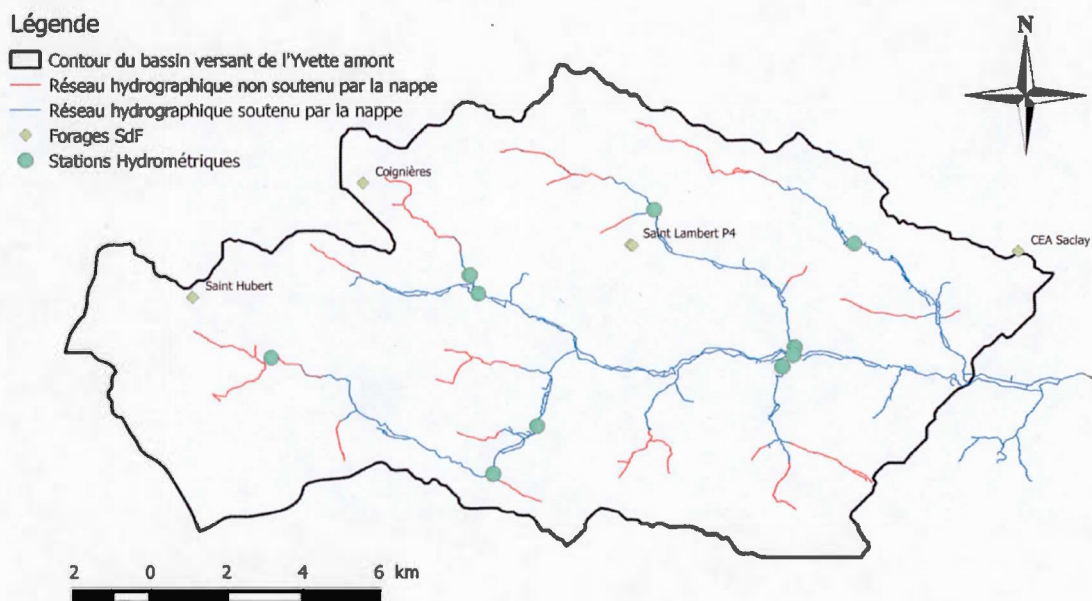 Légende
Contour du bassin versant de l'Yvette amont
Réseau hydrographique non soutenu par la nappe
Réseau hydrographique soutenu par la nappe
Forages SdF
Stations Hydrométriques
N
Coignières
Saint Lambert P4
CEA Saclay
Saint Hubert
2 0 2 4 6 km